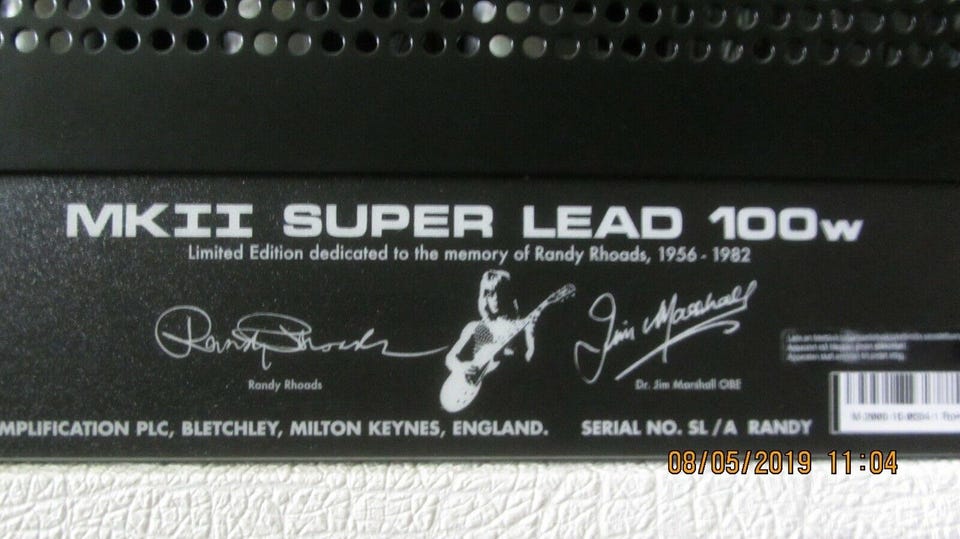 MKII SUPER LEAD 100w
Limited Edition dedicated to the memory of Randy Rhoads, 1956 - 1982
Randy Rhoads
Jim Marshall
Randy Rhoads
Dr. Jim Marshall OBE
MPLIFICATION PLC, BLETCHLEY, MILTON KEYNES, ENGLAND.
SERIAL NO. SL /A RANDY
08/05/2019 11:04